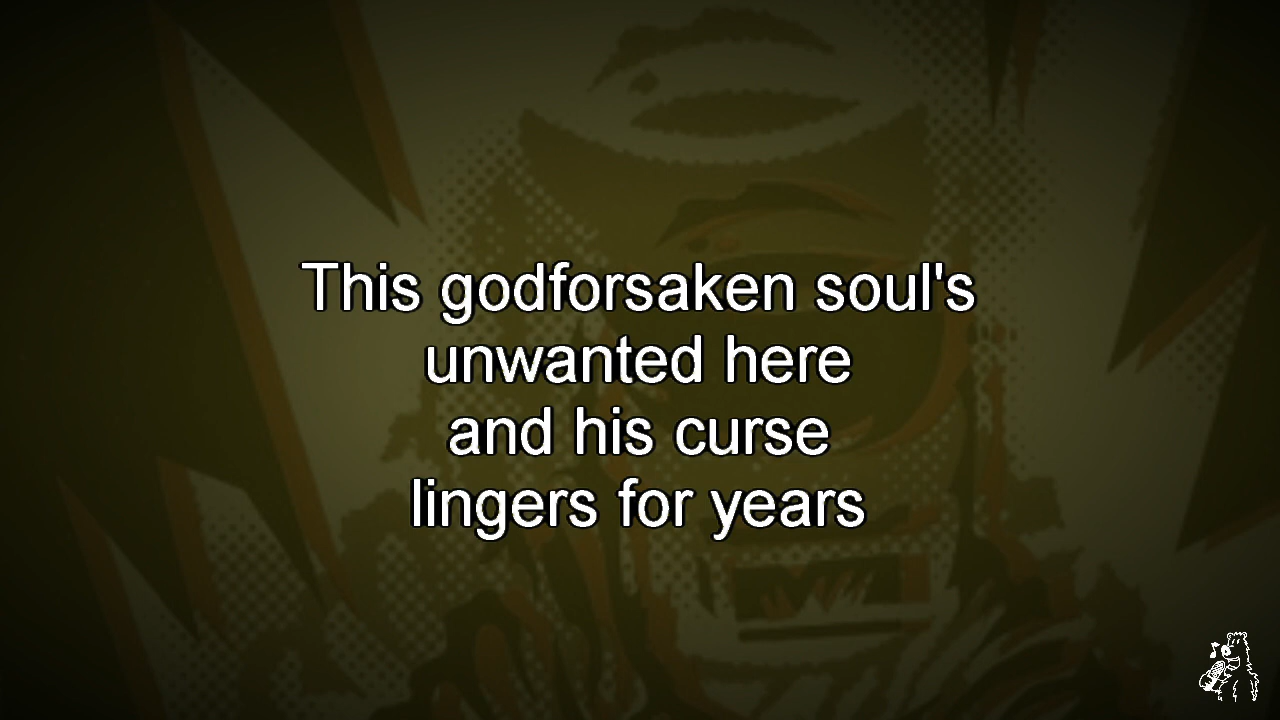 This godforsaken soul's
unwanted here
and his curse
lingers for years